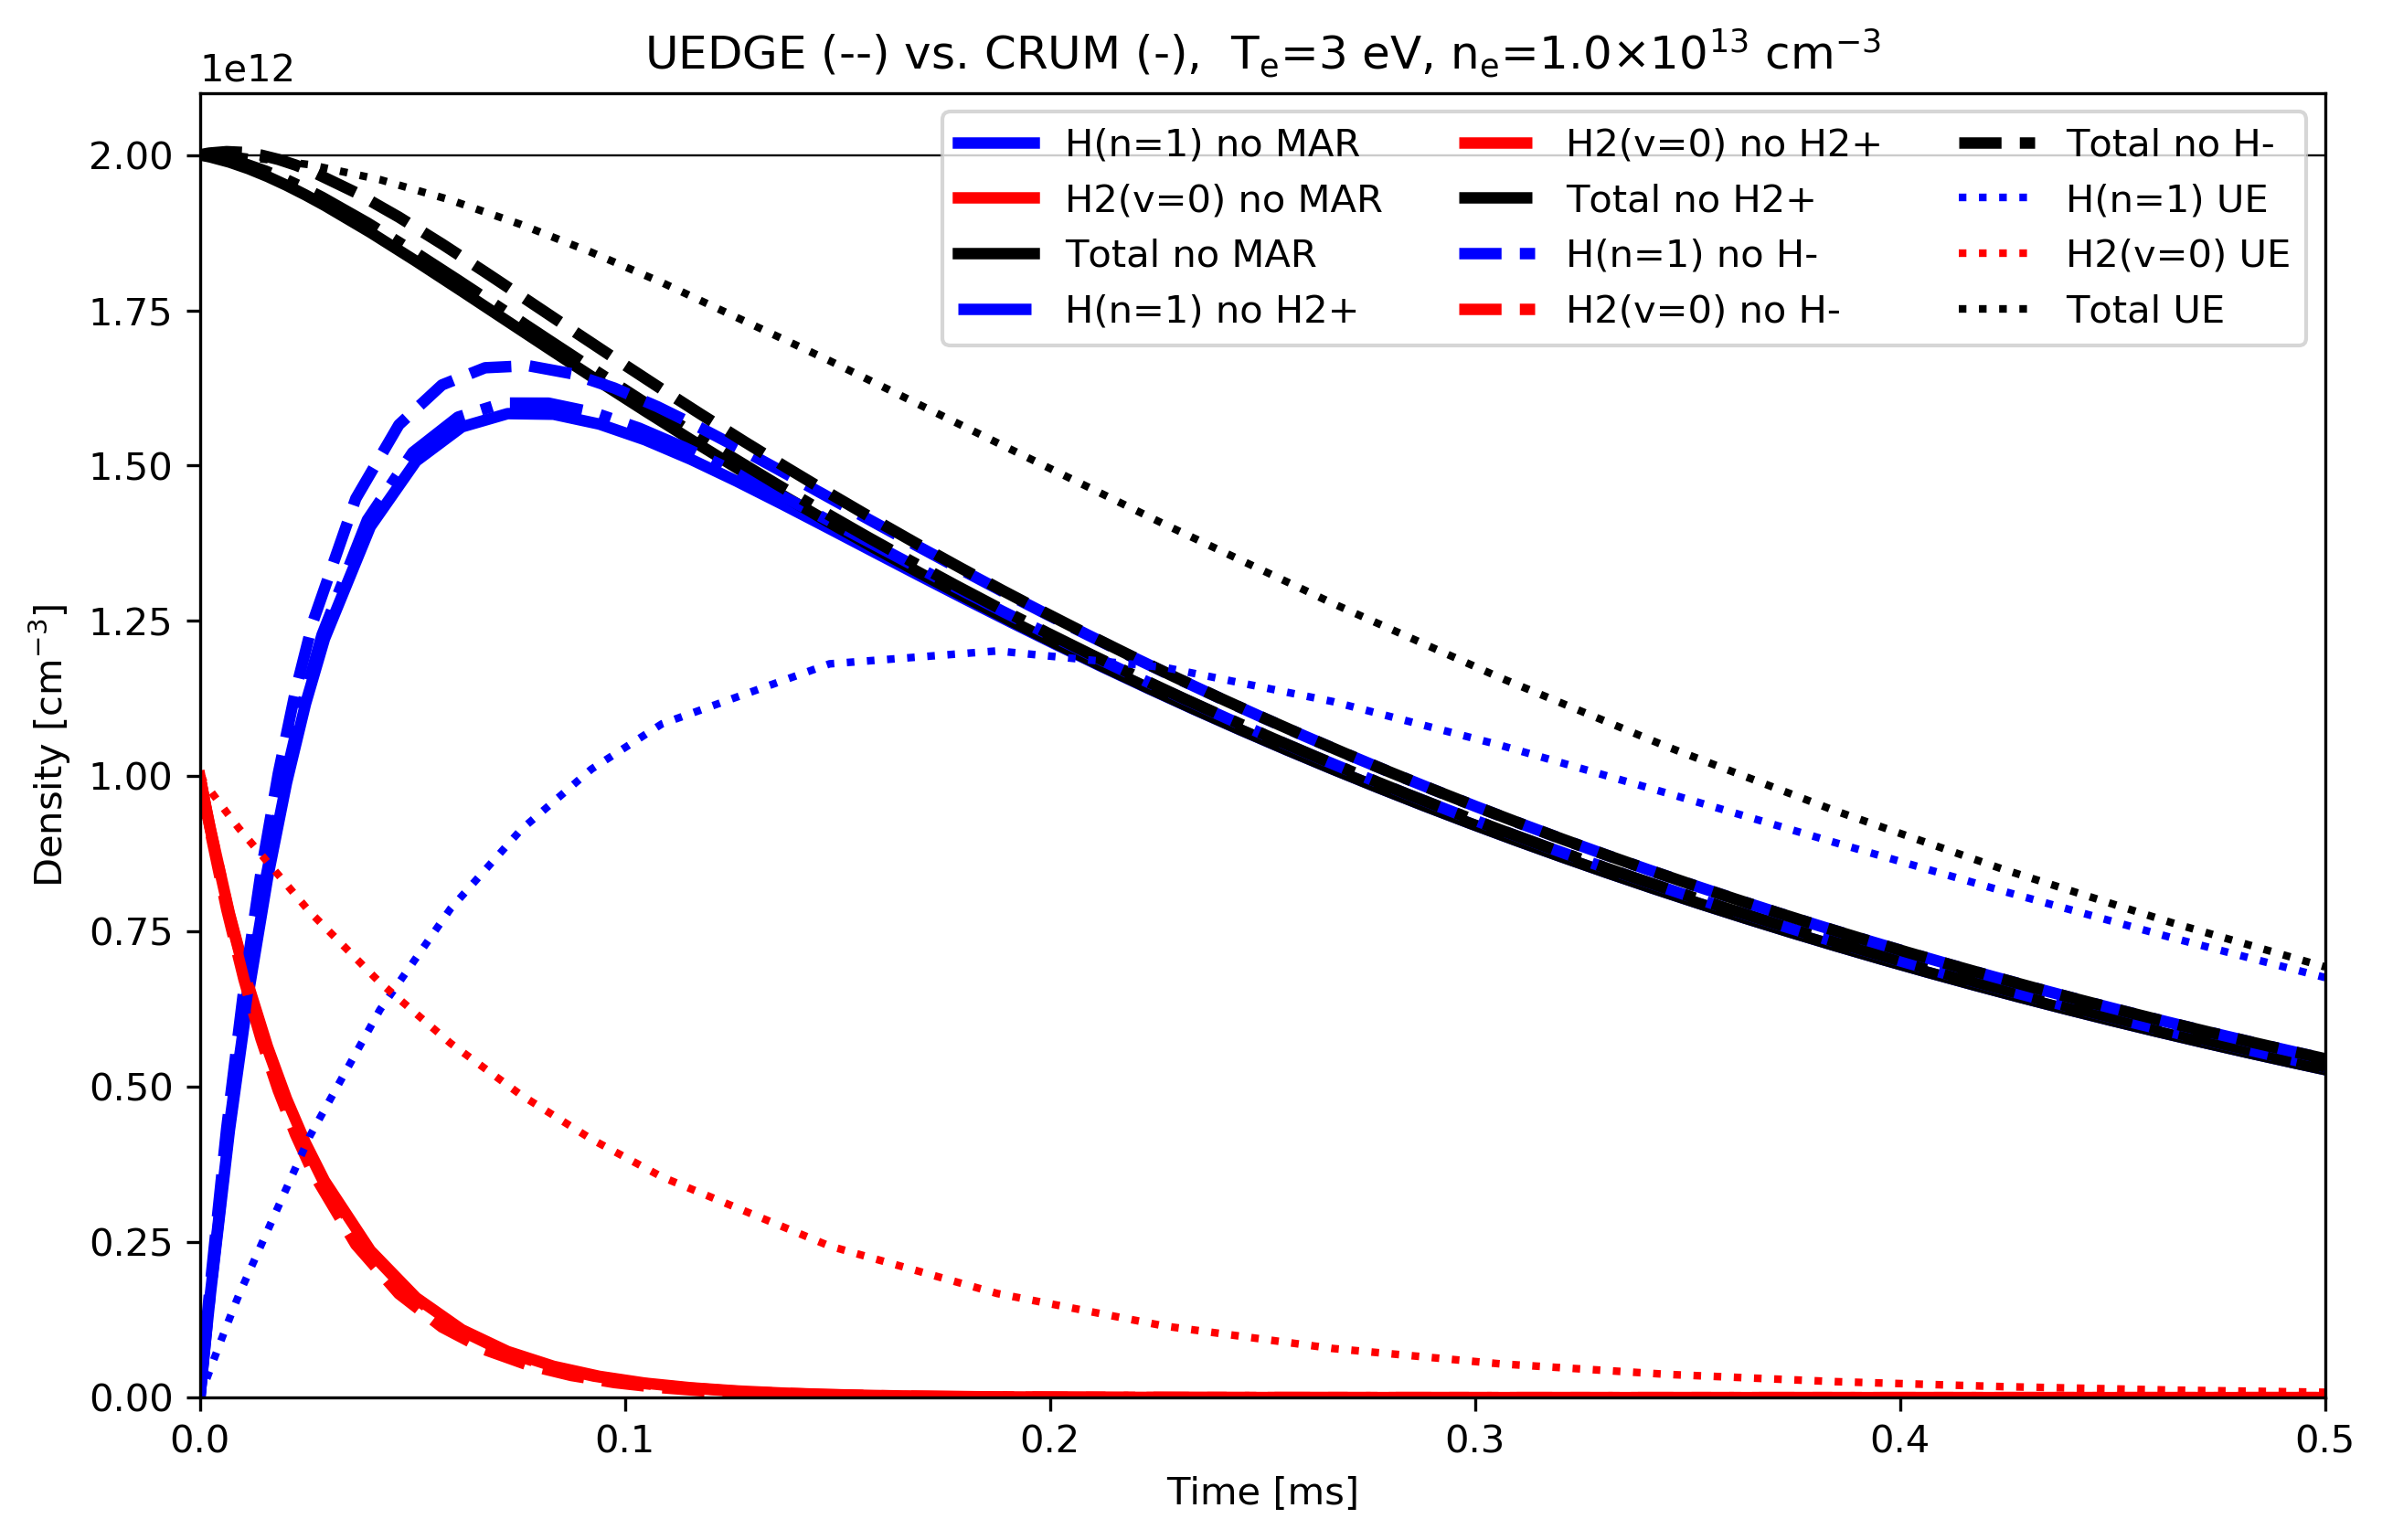 UEDGE (--) vs. CRUM (-),  Tₑ=3 eV, nₑ=1.0×10¹³ cm⁻³
1e12
2.00
1.75
1.50
1.25
1.00
0.75
0.50
0.25
0.00
Density [cm⁻³]
H(n=1) no MAR
H2(v=0) no MAR
Total no MAR
H(n=1) no H2+
H2(v=0) no H2+
Total no H2+
H(n=1) no H-
H2(v=0) no H-
Total no H-
H(n=1) UE
H2(v=0) UE
Total UE
0.0 0.1 0.2 0.3 0.4 0.5
Time [ms]